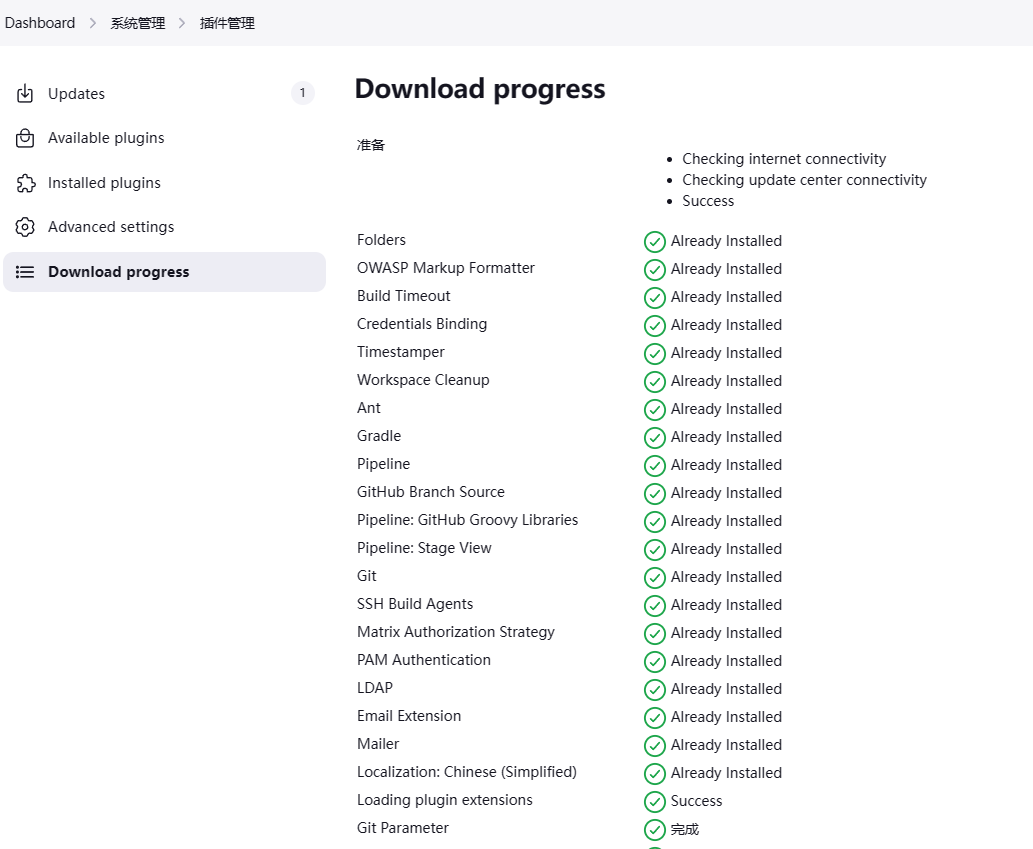 Dashboard > 系统管理 > 插件管理
Updates 1
Available plugins
Installed plugins
Advanced settings
Download progress
Download progress
准备
Checking internet connectivity
Checking update center connectivity
Success
Folders Already Installed
OWASP Markup Formatter Already Installed
Build Timeout Already Installed
Credentials Binding Already Installed
Timestamper Already Installed
Workspace Cleanup Already Installed
Ant Already Installed
Gradle Already Installed
Pipeline Already Installed
GitHub Branch Source Already Installed
Pipeline: GitHub Groovy Libraries Already Installed
Pipeline: Stage View Already Installed
Git Already Installed
SSH Build Agents Already Installed
Matrix Authorization Strategy Already Installed
PAM Authentication Already Installed
LDAP Already Installed
Email Extension Already Installed
Mailer Already Installed
Localization: Chinese (Simplified) Already Installed
Loading plugin extensions Success
Git Parameter 完成